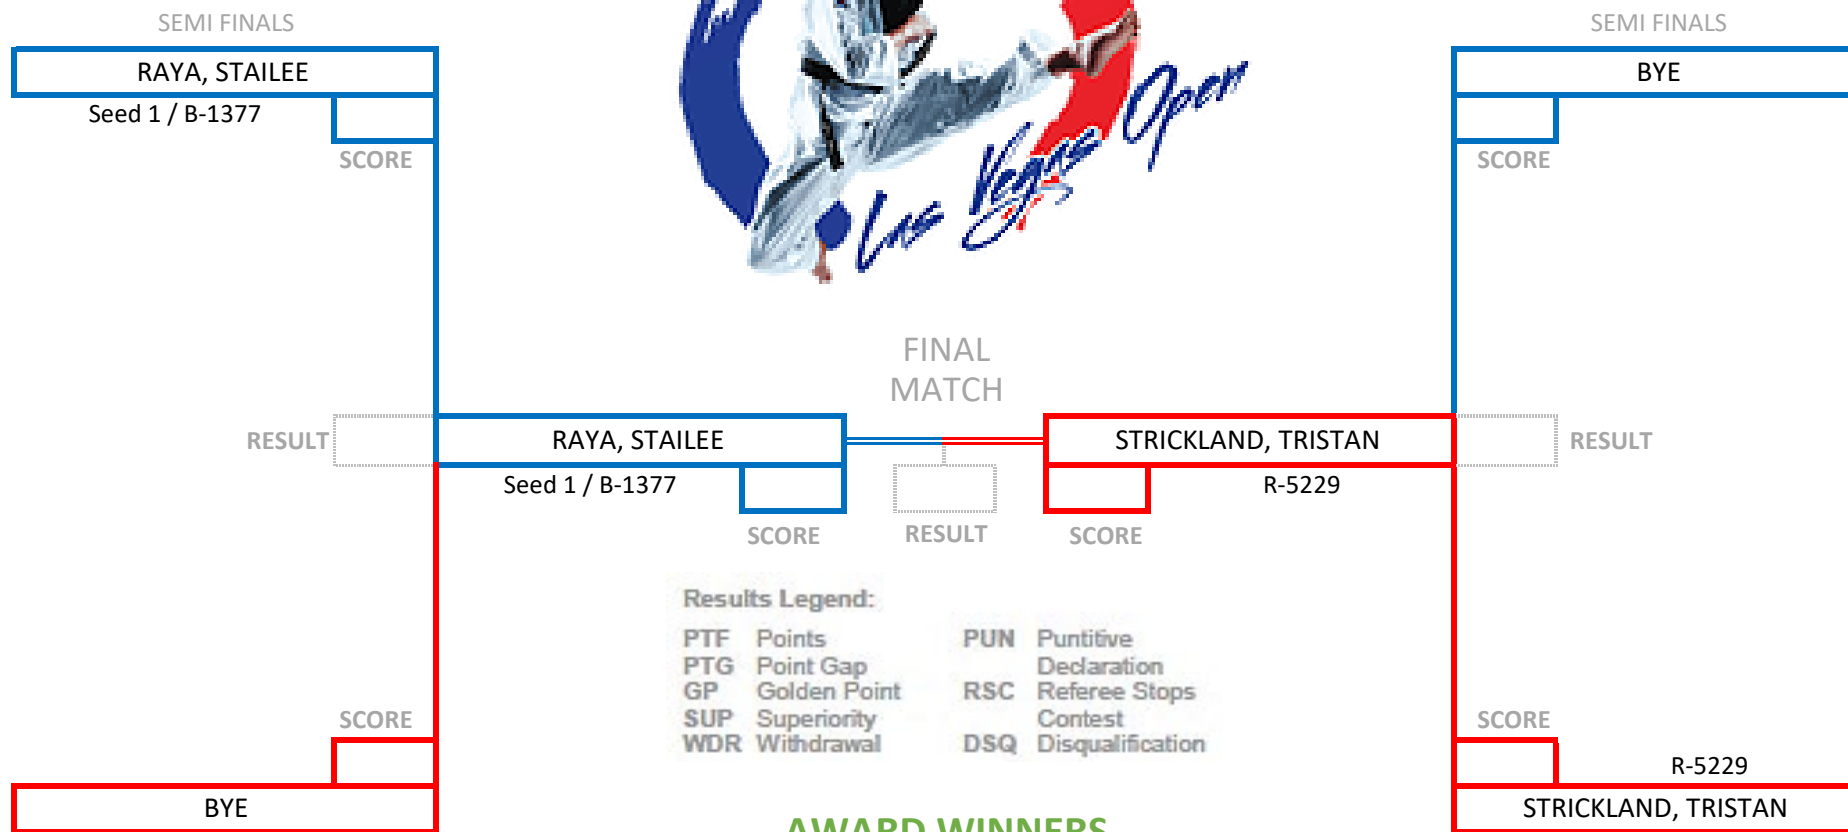 SEMI FINALS
SEMI FINALS
RAYA, STAILEE
BYE
Seed 1 / B-1377
SCORE
SCORE
Las Vegas Open
FINAL
MATCH
RESULT
RAYA, STAILEE
STRICKLAND, TRISTAN
RESULT
Seed 1 / B-1377
R-5229
SCORE
RESULT
SCORE
Results Legend:
PTF Points
PTG Point Gap
GP Golden Point
SUP Superiority
WDR Withdrawal
PUN Puntitive
Declaration
RSC Referee Stops
Contest
DSQ Disqualification
SCORE
SCORE
R-5229
BYE
STRICKLAND, TRISTAN
AWARD WINNERS